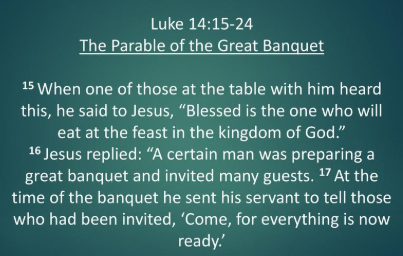 Luke 14:15-24
The Parable of the Great Banquet
15 When one of those at the table with him heard
this, he said to Jesus, “Blessed is the one who will
eat at the feast in the kingdom of God.”
16 Jesus replied: “A certain man was preparing a
great banquet and invited many guests. 17 At the
time of the banquet he sent his servant to tell those
who had been invited, ‘Come, for everything is now
ready.’